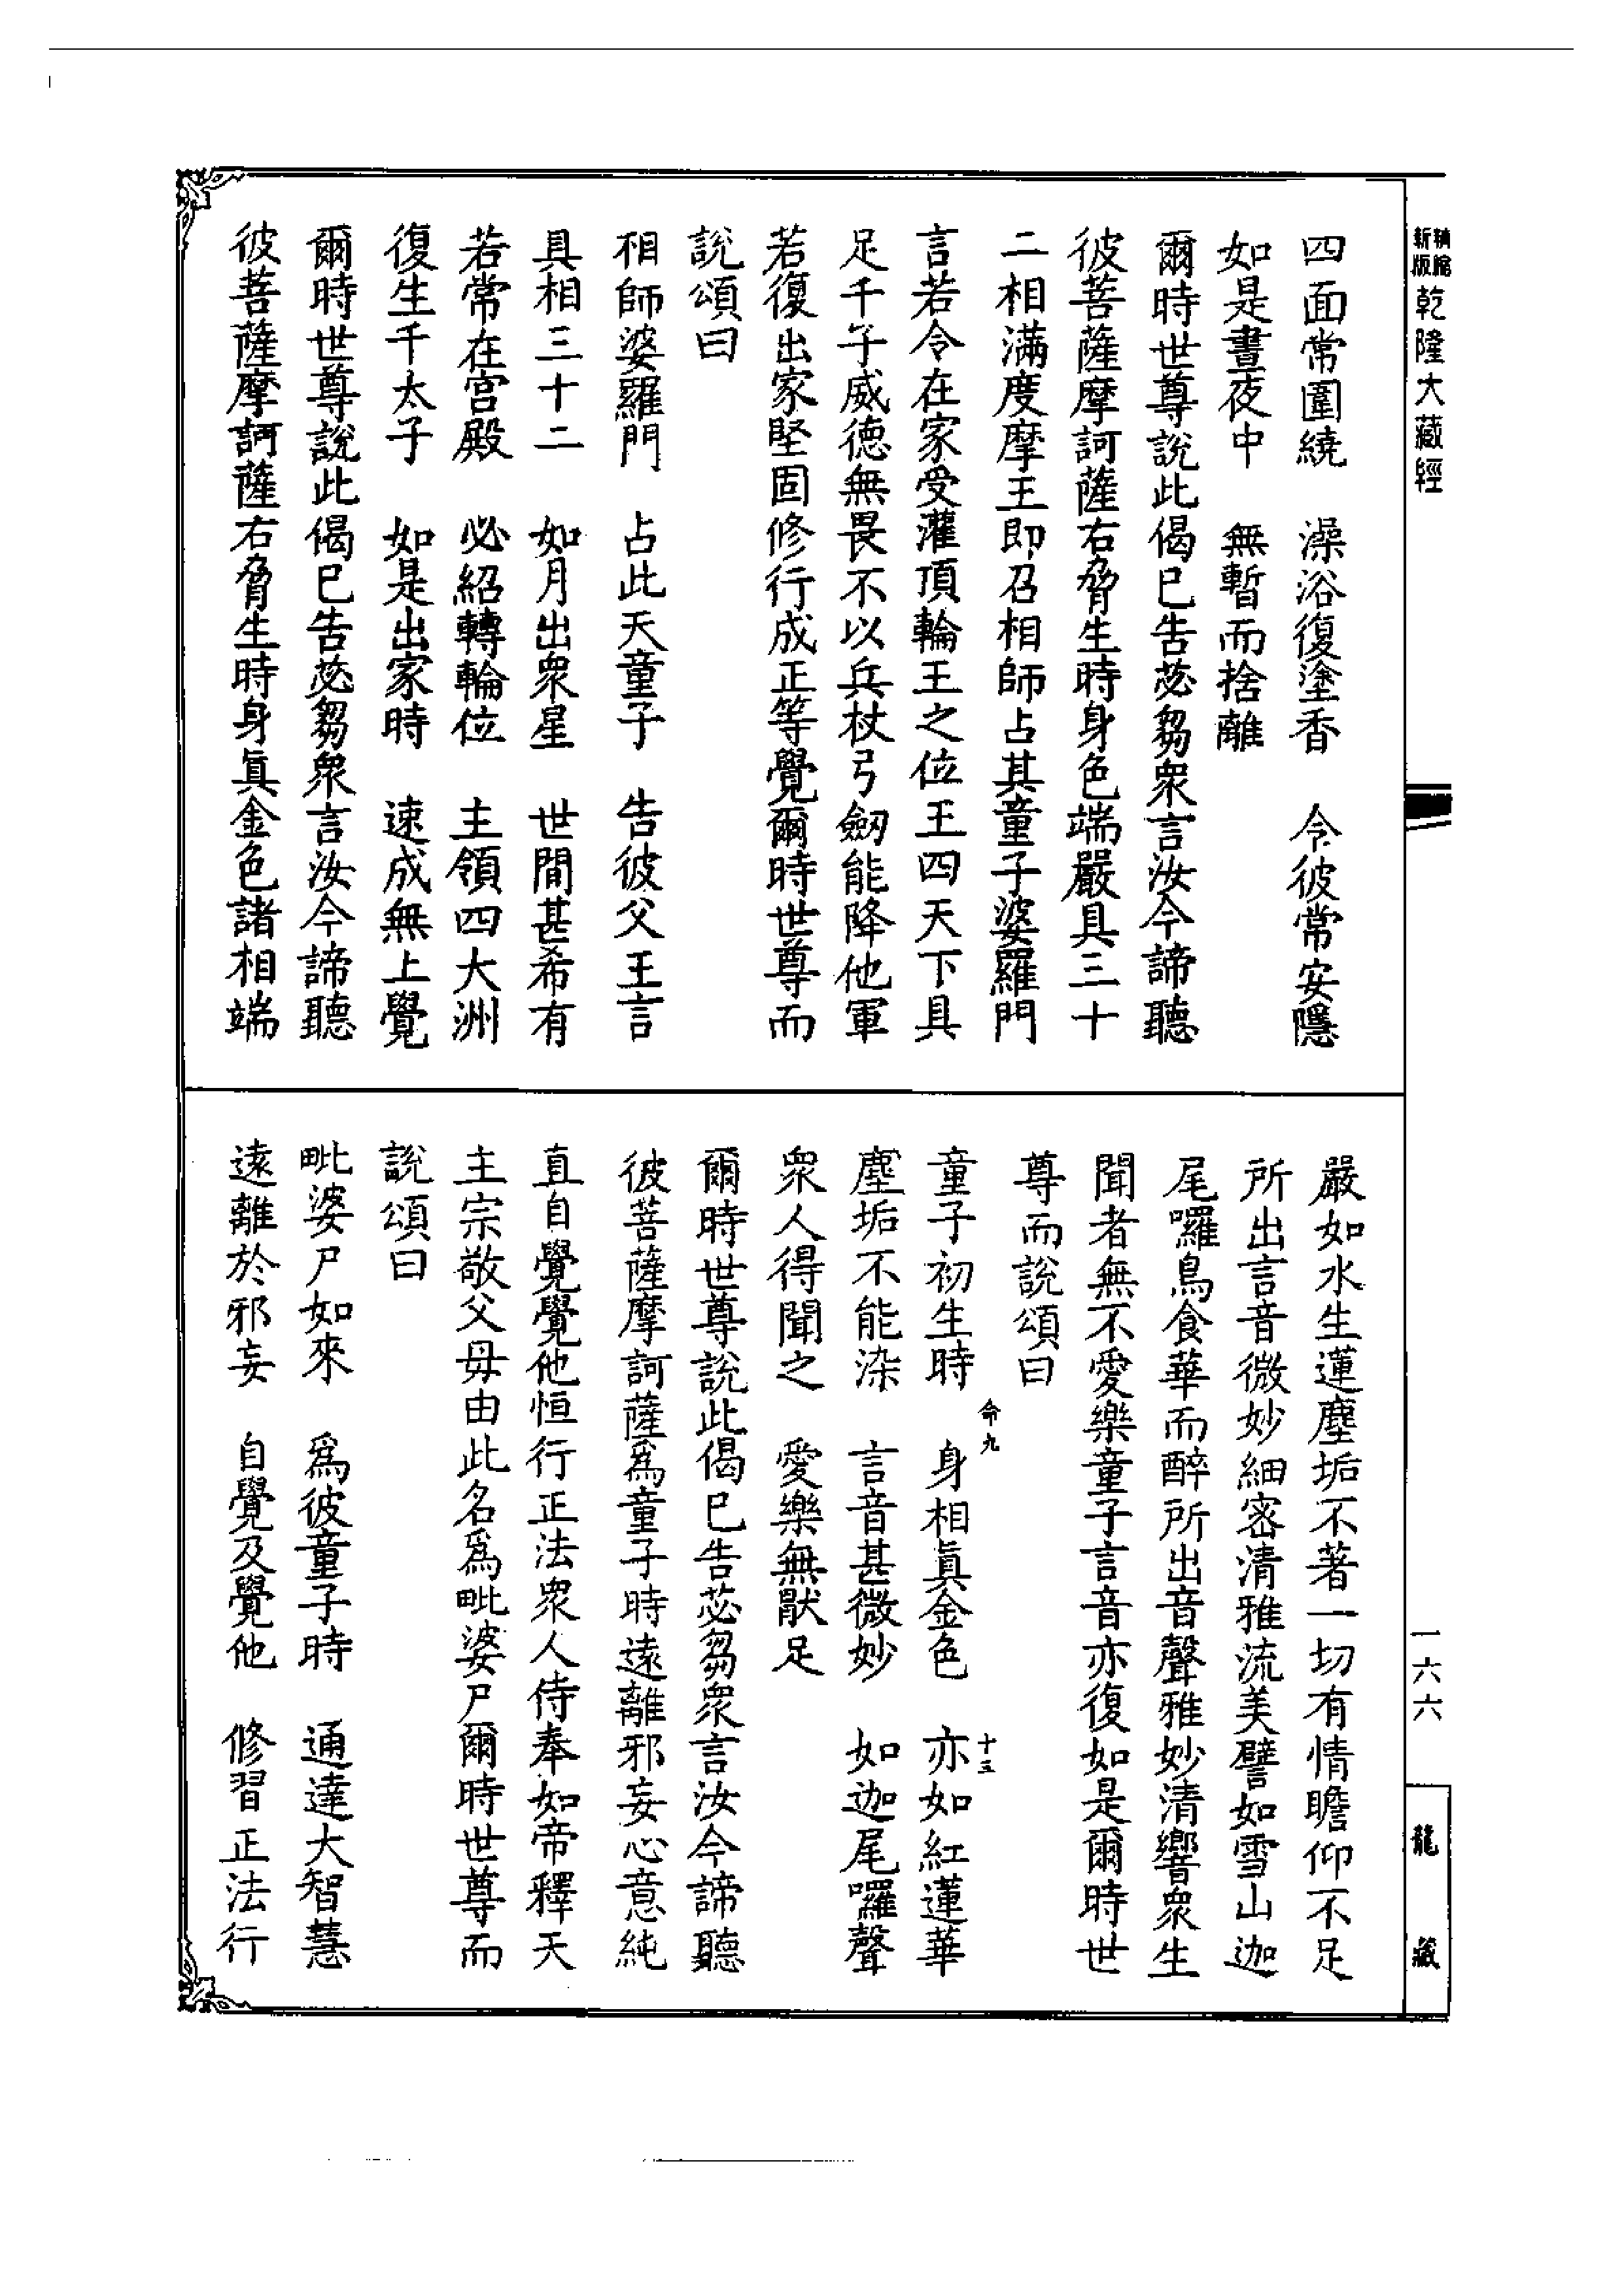 新版
精縮
乾隆大藏經
一六六
龍藏
四面常圍繞　澡浴復塗香　令彼常安隱
如是晝夜中　無暫而捨離
爾時世尊說此偈已告苾芻衆言汝今諦聽
彼菩薩摩訶薩右脅生時身色端嚴具三十
二相滿度摩王即召相師占其童子婆羅門
言若令在家受灌頂輪王之位王四天下具
足千子威德無畏不以兵杖弓劒能降他軍
若復出家堅固修行成正等覺爾時世尊而
說頌曰
相師婆羅門　占此天童子　告彼父王言
具相三十二　如月出衆星　世間甚希有
若常在宮殿　必紹轉輪位　主領四大洲
復生千太子　如是出家時　速成無上覺
爾時世尊說此偈已告苾芻衆言汝今諦聽
彼菩薩摩訶薩右脅生時身真金色諸相端
嚴如水生蓮塵垢不著一切有情瞻仰不足
所出言音微妙細密清雅流美譬如雪山迦
尾囉鳥食華而醉所出音聲雅妙清響衆生
聞者無不愛樂童子言音亦復如是爾時世
尊而說頌曰
命九　十三
童子初生時　身相真金色　亦如紅蓮華
塵垢不能染　言音甚微妙　如迦尾囉聲
衆人得聞之　愛樂無猒足
爾時世尊說此偈已告苾芻衆言汝今諦聽
彼菩薩摩訶薩爲童子時遠離邪妄心意純
直自覺覺他恒行正法衆人侍奉如帝釋天
主宗敬父母由此名爲毗婆尸爾時世尊而
說頌曰
毗婆尸如來　爲彼童子時　通達大智慧
遠離於邪妄　自覺及覺他　修習正法行